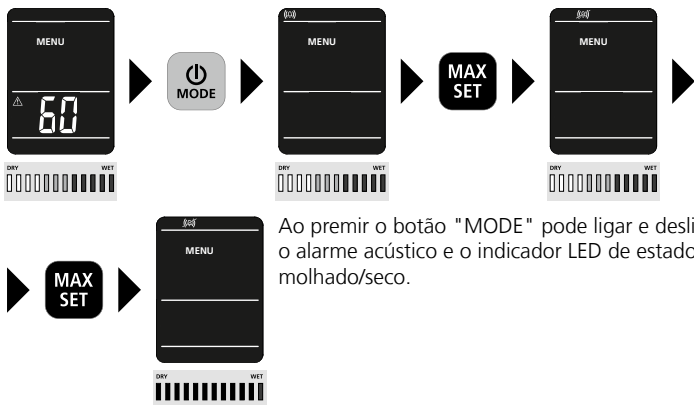 MENU
60
DRY WET
MODE
MENU
DRY WET
MAX
SET
MENU
DRY WET
MAX
SET
MENU
DRY WET
Ao premir o botão "MODE" pode ligar e desli
o alarme acústico e o indicador LED de estado
molhado/seco.